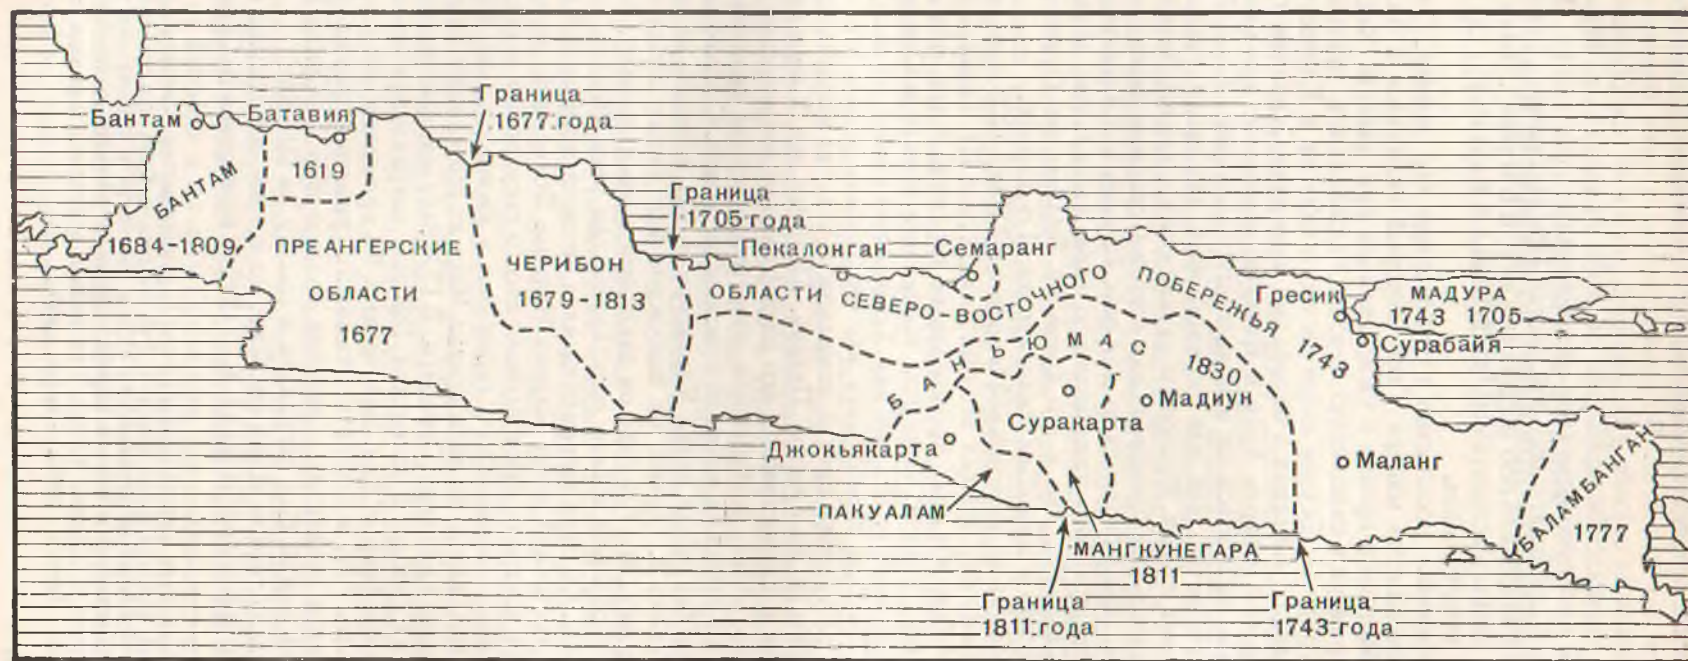 Граница
1677 года
Бантам
Батавия
1619
БАНТАМ
1684-1809
Граница
1705 года
ПРЕАНГЕРСКИЕ
ОБЛАСТИ
1677
ЧЕРИБОН
1679-1813
Пекалонган
Семаранг
ОБЛАСТИ СЕВЕРО-ВОСТОЧНОГО ПОБЕРЕЖЬЯ 1743
Гресик
МАДУРА
1743 1705
Сурабайя
БАНЬЮМАС
1830
Мадиун
Суракарта
Джокьякарта
Маланг
ПАКУАЛАМ
МАНГКУНЕГАРА
1811
БАЛАМБАНГАН
1777
Граница
1811 года
Граница
1743 года